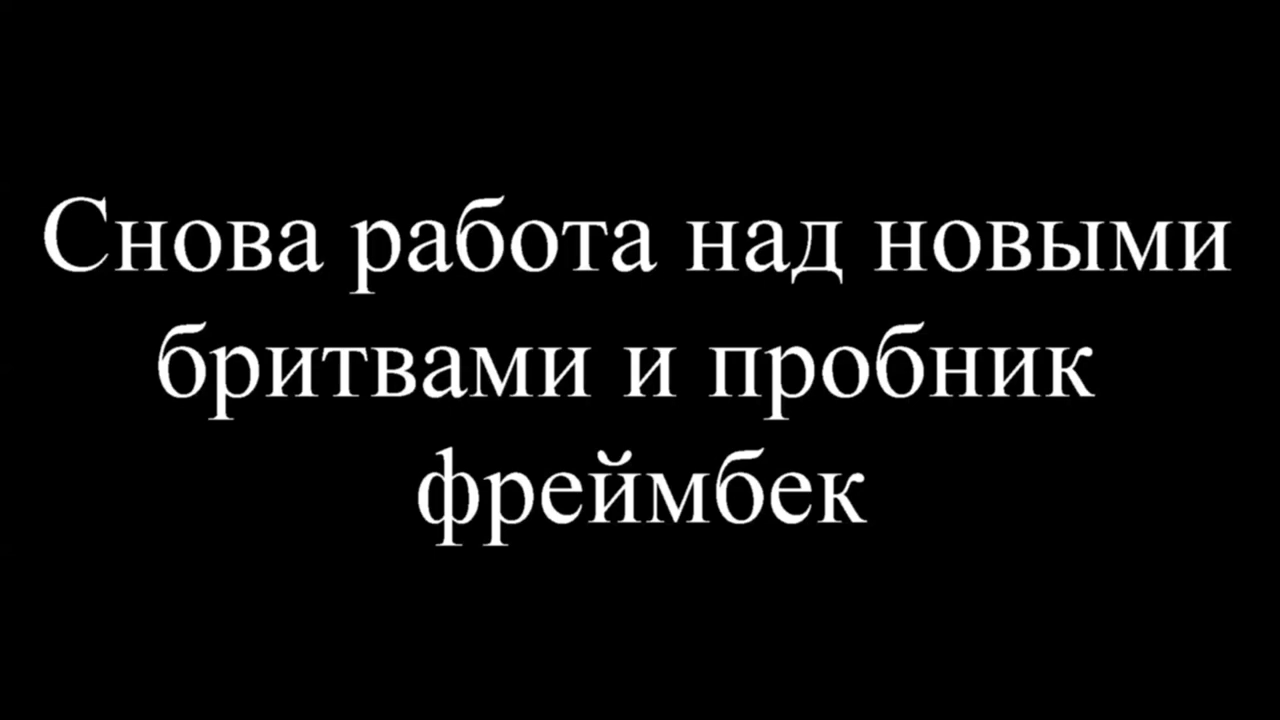 Снова работа над новыми
бритвами и пробник
фреймбек